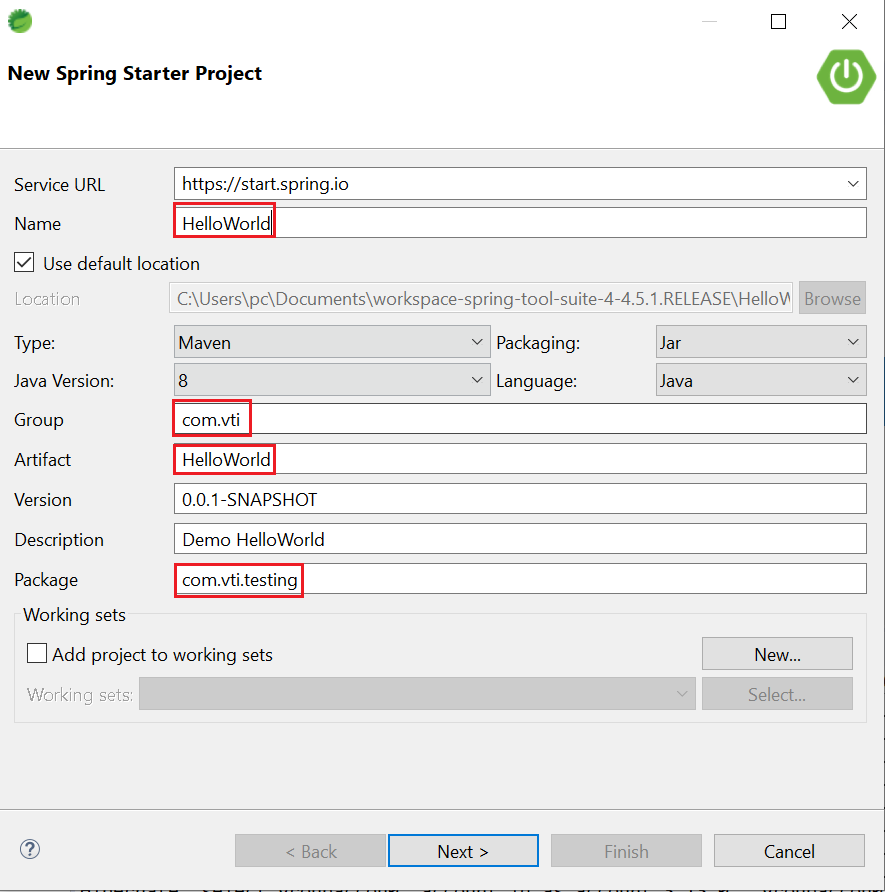 New Spring Starter Project
Service URL https://start.spring.io
Name HelloWorld
Use default location
Location C:\Users\pc\Documents\workspace-spring-tool-suite-4-4.5.1.RELEASE\HelloW Browse
Type: Maven Packaging: Jar
Java Version: 8 Language: Java
Group com.vti
Artifact HelloWorld
Version 0.0.1-SNAPSHOT
Description Demo HelloWorld
Package com.vti.testing
Working sets
Add project to working sets New...
Working sets: Select...
? < Back Next > Finish Cancel